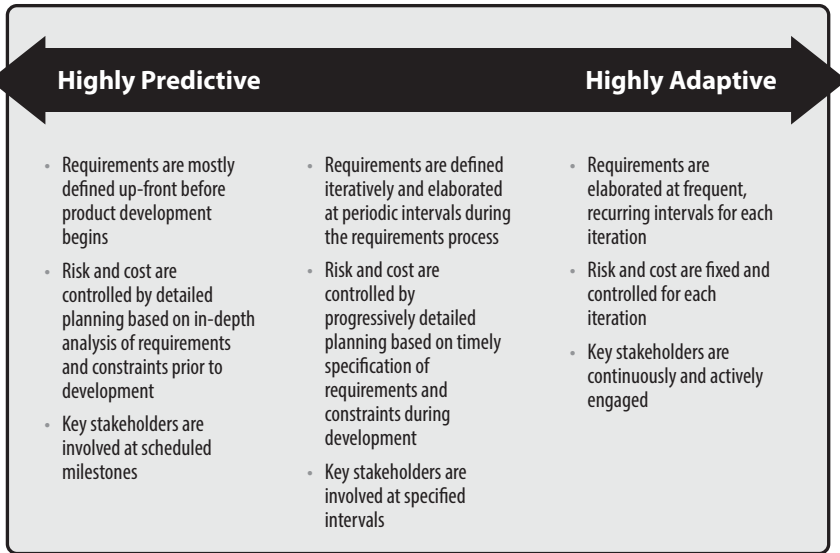 Highly Predictive
Highly Adaptive
• Requirements are mostly
defined up-front before
product development
begins
• Risk and cost are
controlled by detailed
planning based on in-depth
analysis of requirements
and constraints prior to
development
• Key stakeholders are
involved at scheduled
milestones
• Requirements are defined
iteratively and elaborated
at periodic intervals during
the requirements process
• Risk and cost are
controlled by
progressively detailed
planning based on timely
specification of
requirements and
constraints during
development
• Key stakeholders are
involved at specified
intervals
• Requirements are
elaborated at frequent,
recurring intervals for each
iteration
• Risk and cost are fixed and
controlled for each
iteration
• Key stakeholders are
continuously and actively
engaged